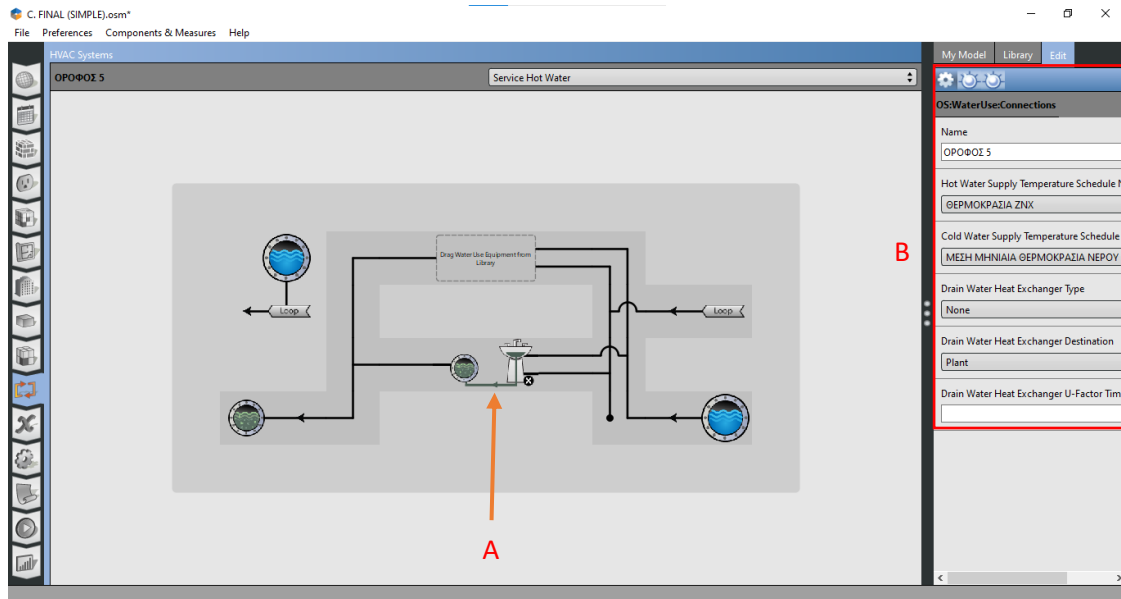 C. FINAL (SIMPLE).osm*
File Preferences Components & Measures Help
HVAC Systems
My Model Library Edit
ΟΡΟΦΟΣ 5
Service Hot Water
OS:WaterUse:Connections
Name
ΟΡΟΦΟΣ 5
Hot Water Supply Temperature Schedule N
ΘΕΡΜΟΚΡΑΣΙΑ ΖΝΧ
Cold Water Supply Temperature Schedule
ΜΕΣΗ ΜΗΝΙΑΙΑ ΘΕΡΜΟΚΡΑΣΙΑ ΝΕΡΟΥ
B
Drag Water Use Equipment from
Library
Drain Water Heat Exchanger Type
None
Loop
Loop
Drain Water Heat Exchanger Destination
Plant
Drain Water Heat Exchanger U-Factor Tim
A